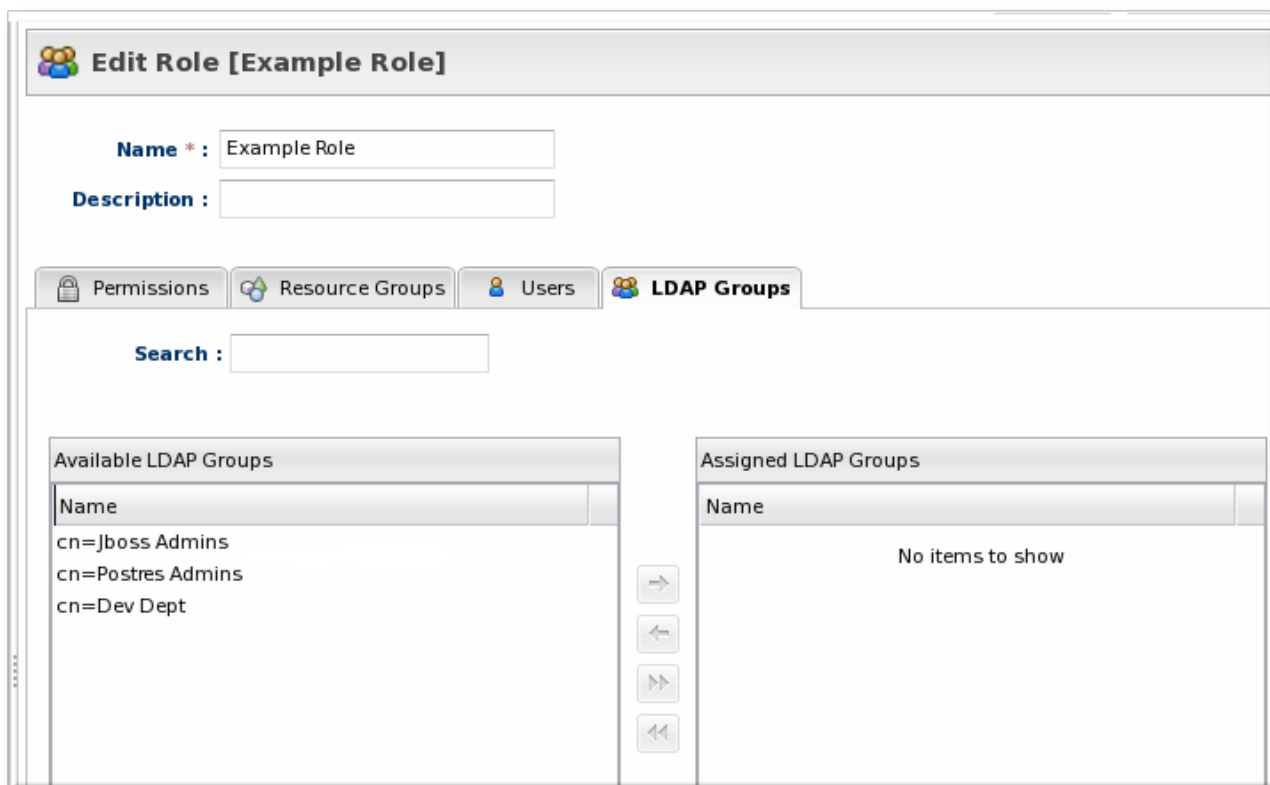 Edit Role [Example Role]
Name * : Example Role
Description :
Permissions Resource Groups Users LDAP Groups
Search :
Available LDAP Groups Assigned LDAP Groups
Name Name
cn=Jboss Admins No items to show
cn=Postres Admins
cn=Dev Dept